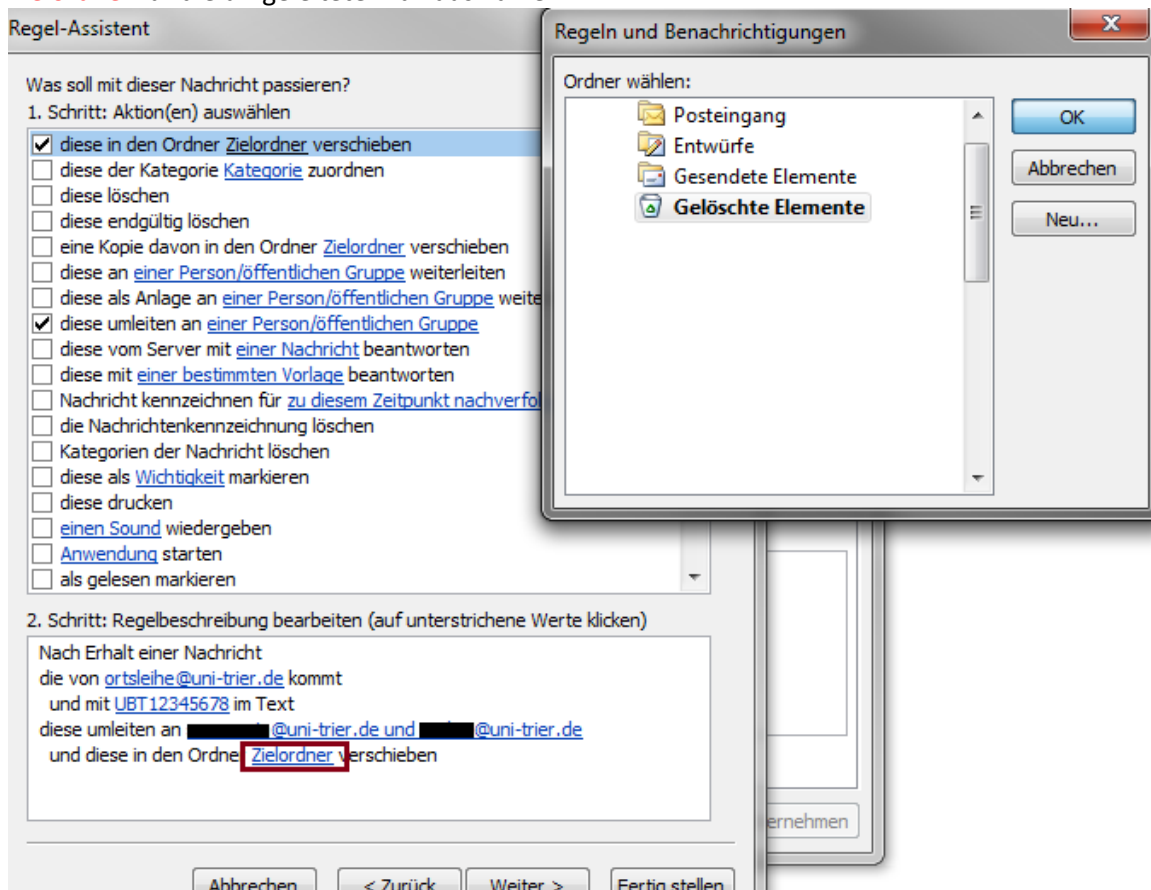 Regel-Assistent
Was soll mit dieser Nachricht passieren?
1. Schritt: Aktion(en) auswählen
diese in den Ordner Zielordner verschieben
diese der Kategorie Kategorie zuordnen
diese löschen
diese endgültig löschen
eine Kopie davon in den Ordner Zielordner verschieben
diese an einer Person/öffentlichen Gruppe weiterleiten
diese als Anlage an einer Person/öffentlichen Gruppe weite
diese umleiten an einer Person/öffentlichen Gruppe
diese vom Server mit einer Nachricht beantworten
diese mit einer bestimmten Vorlage beantworten
Nachricht kennzeichnen für zu diesem Zeitpunkt nachverfol
die Nachrichtenkennzeichnung löschen
Kategorien der Nachricht löschen
diese als Wichtigkeit markieren
diese drucken
einen Sound wiedergeben
Anwendung starten
als gelesen markieren
2. Schritt: Regelbeschreibung bearbeiten (auf unterstrichene Werte klicken)
Nach Erhalt einer Nachricht
die von ortsleihe@uni-trier.de kommt
und mit UBT12345678 im Text
diese umleiten an @uni-trier.de und @uni-trier.de
und diese in den Ordner Zielordner verschieben
Abbrechen < Zurück Weiter > Fertig stellen
Regeln und Benachrichtigungen
Ordner wählen:
Posteingang
Entwürfe
Gesendete Elemente
Gelöschte Elemente
OK
Abbrechen
Neu...
ernehmen